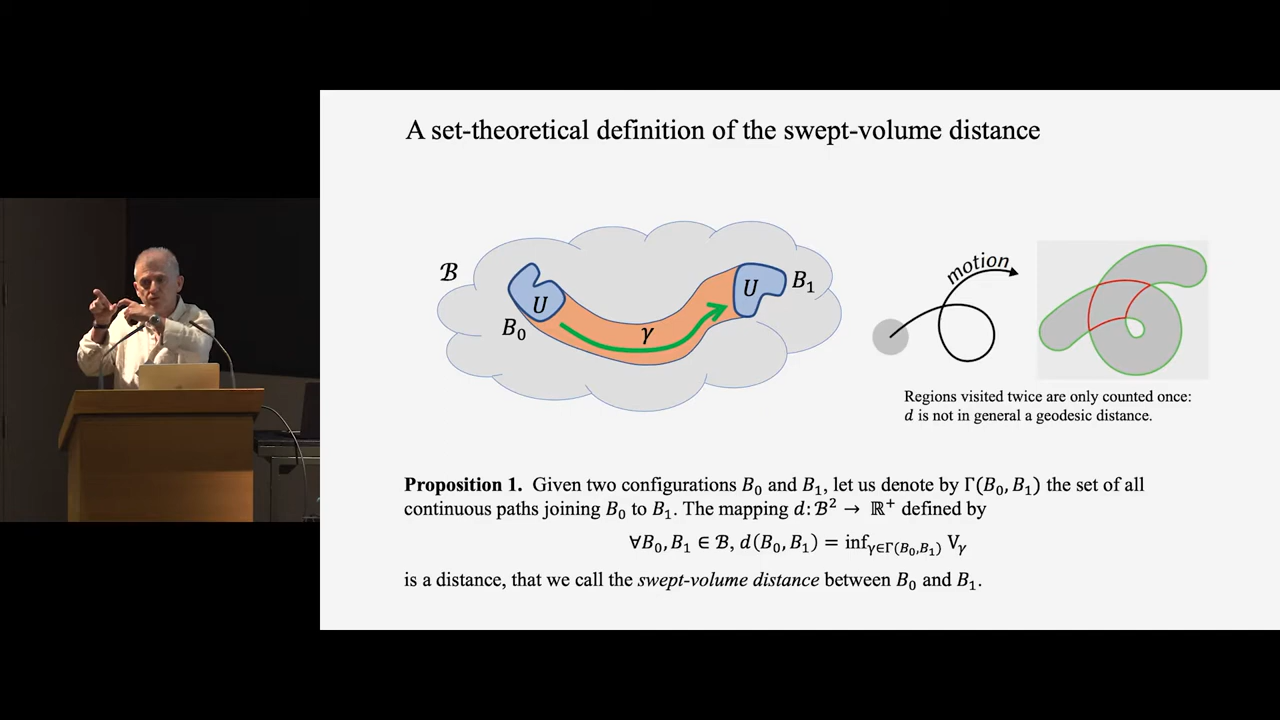 A set-theoretical definition of the swept-volume distance
ℬ
U
B₀
γ
U
B₁
motion
Regions visited twice are only counted once:
d is not in general a geodesic distance.
Proposition 1. Given two configurations B₀ and B₁, let us denote by Γ(B₀, B₁) the set of all
continuous paths joining B₀ to B₁. The mapping d: ℬ² → ℝ⁺ defined by
∀B₀, B₁ ∈ ℬ, d(B₀, B₁) = inf_{γ∈Γ(B₀,B₁)} V_γ
is a distance, that we call the swept-volume distance between B₀ and B₁.